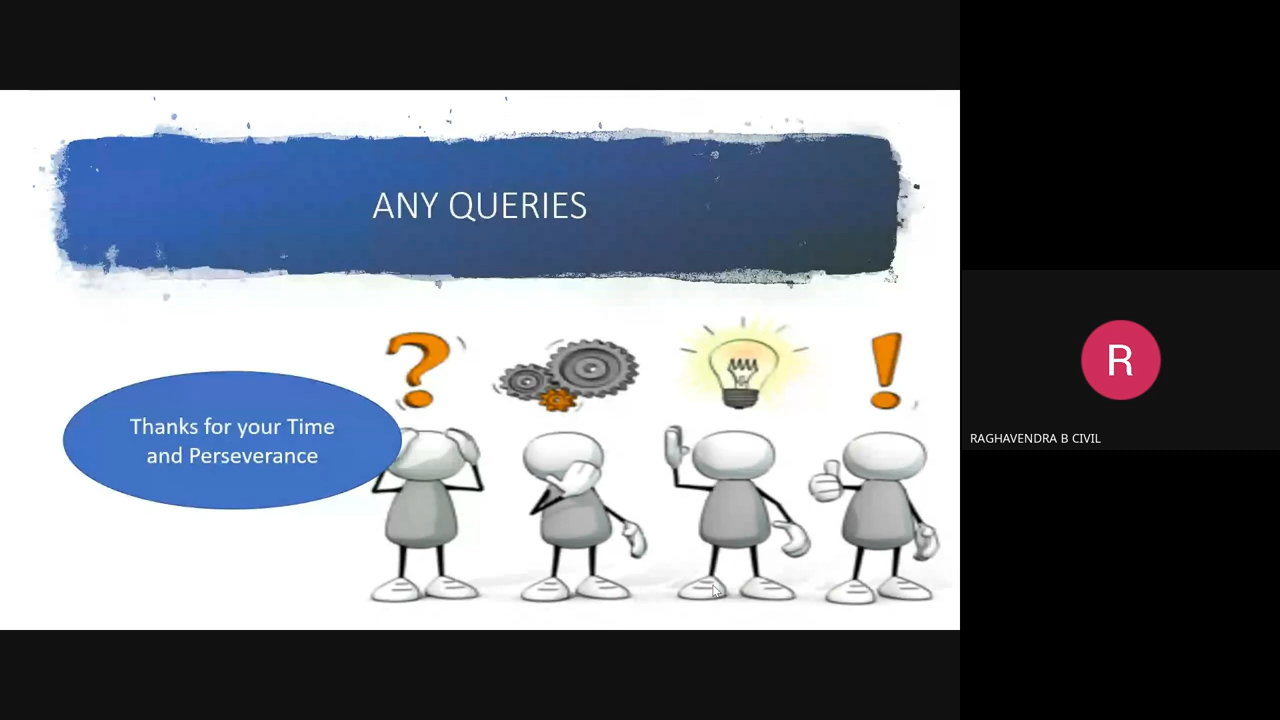 ANY QUERIES
Thanks for your Time
and Perseverance
R
RAGHAVENDRA B CIVIL